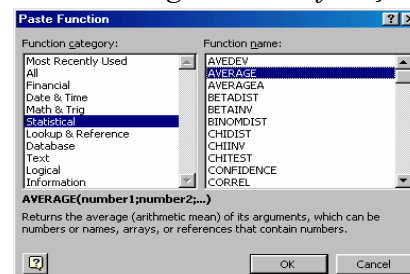 Paste Function
Function category:
Function name:
Most Recently Used
All
Financial
Date & Time
Math & Trig
Statistical
Lookup & Reference
Database
Text
Logical
Information
AVEDEV
AVERAGE
AVERAGEA
BETADIST
BETAINV
BINOMDIST
CHIDIST
CHIINV
CHITEST
CONFIDENCE
CORREL
AVERAGE(number1;number2;...)
Returns the average (arithmetic mean) of its arguments, which can be
numbers or names, arrays, or references that contain numbers.
OK
Cancel